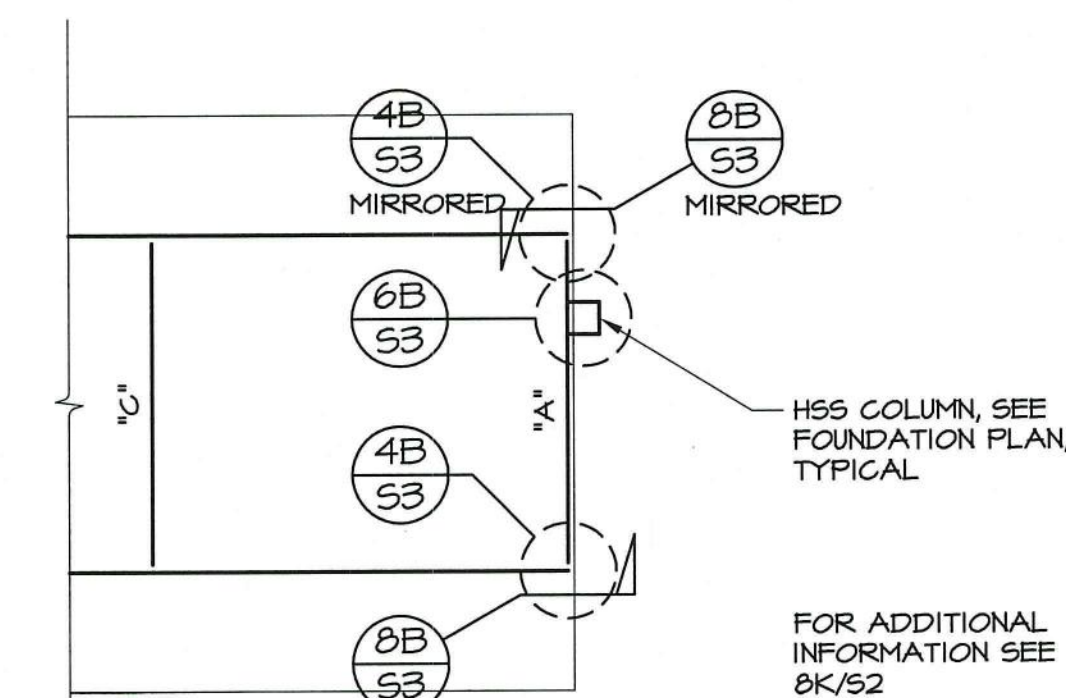 4B
S3
MIRRORED
8B
S3
MIRRORED
6B
S3
"C"
"A"
HSS COLUMN, SEE
FOUNDATION PLAN,
TYPICAL
4B
S3
8B
S3
FOR ADDITIONAL
INFORMATION SEE
8K/S2